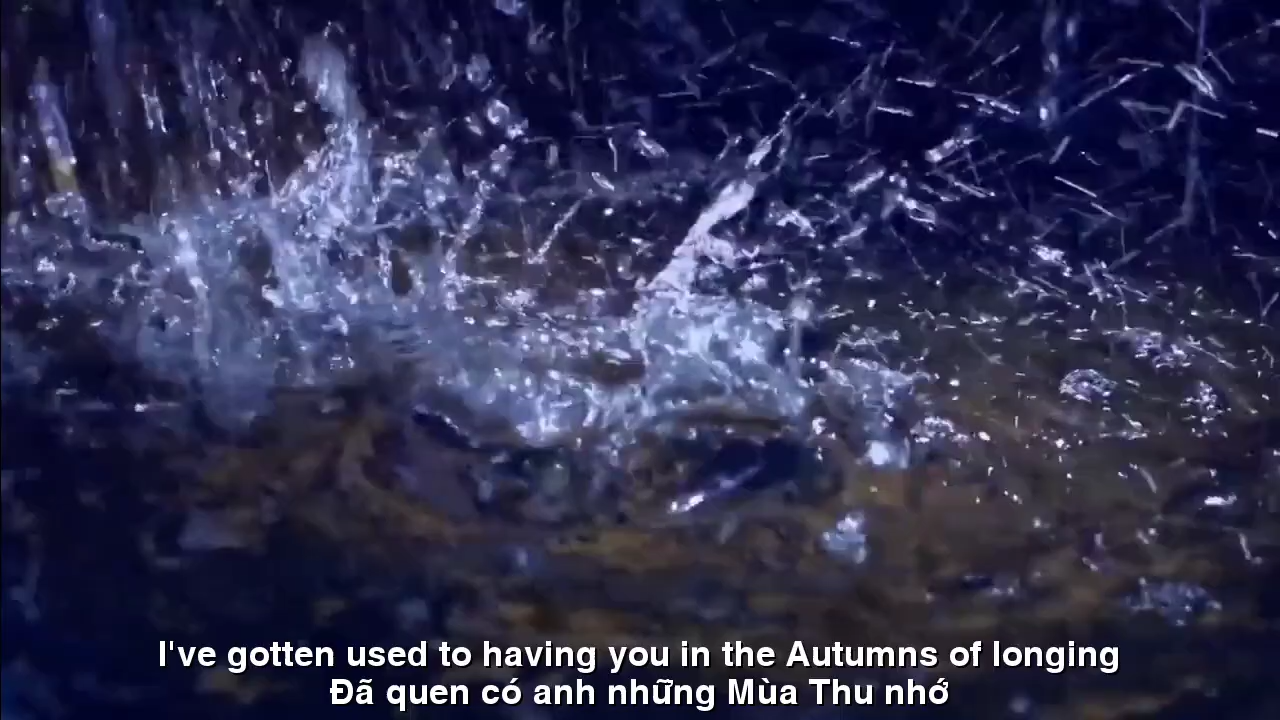 I've gotten used to having you in the Autumns of longing
Đã quen có anh những Mùa Thu nhớ